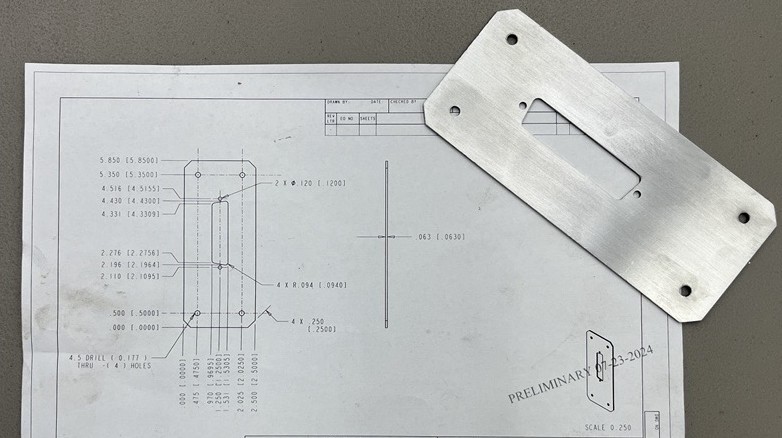 DRAWN BY: DATE CHECKED BY
REV LTR EO NO. SHEETS
5.850 [5.8500]
5.350 [5.3500]
4.516 [4.5155]
4.430 [4.4300]
4.331 [4.3309]
2 X Ø.120 [.1200]
.063 [.0630]
2.276 [2.2756]
2.196 [2.1964]
2.110 [2.1095]
4 X R.094 [.0940]
.500 [.5000]
.000 [.0000]
4 X .250
[.2500]
4.5 DRILL ( 0.177 )
THRU -( 4 ) HOLES
.000 [.0000]
.475 [.4750]
.970 [.9695]
1.250 [1.2500]
1.531 [1.5305]
2.025 [2.0250]
2.500 [2.5000]
PRELIMINARY 07-23-2024
SCALE 0.250